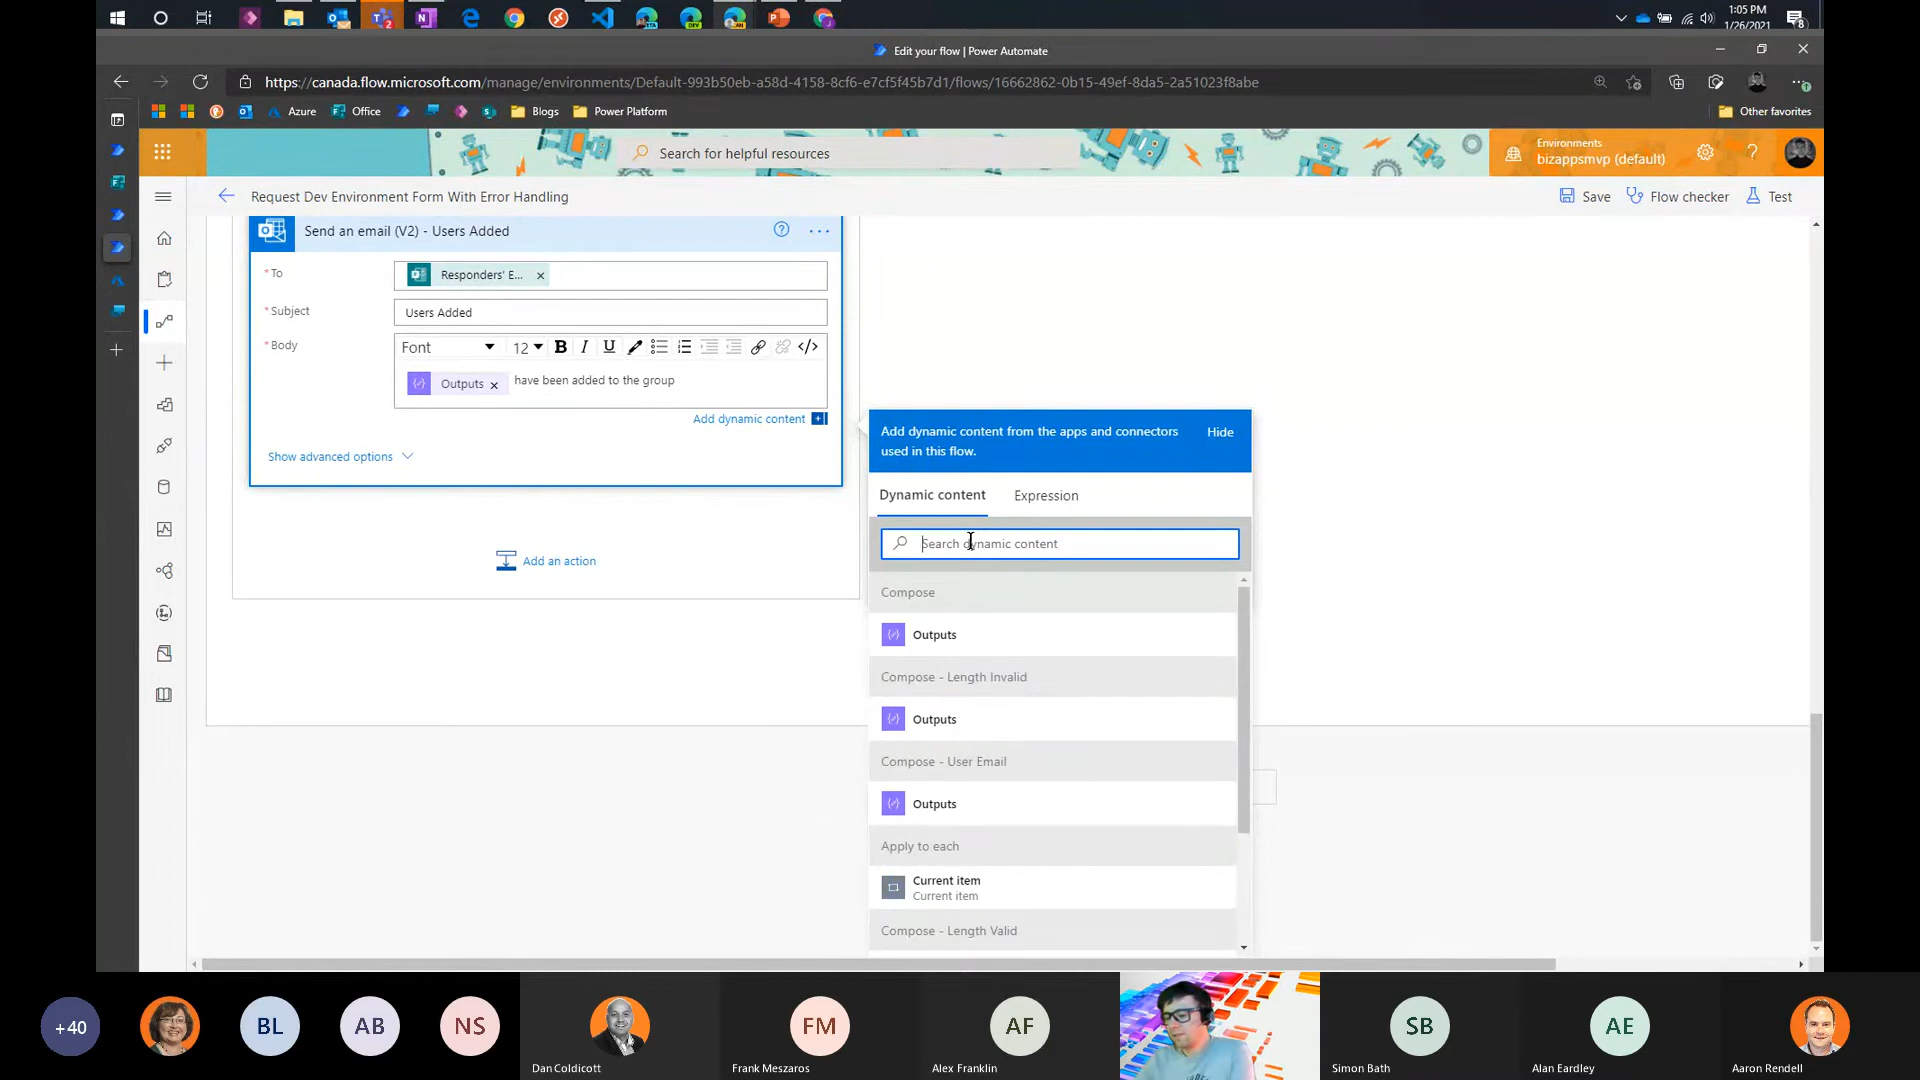 1:05 PM
1/26/2021
8
Edit your flow | Power Automate
https://canada.flow.microsoft.com/manage/environments/Default-993b50eb-a58d-4158-8cf6-e7cf5f45b7d1/flows/16662862-0b15-49ef-8da5-2a51023f8abe
Azure
Office
Blogs
Power Platform
Other favorites
Search for helpful resources
Environments
bizappsmvp (default)
Request Dev Environment Form With Error Handling
Save
Flow checker
Test
Send an email (V2) - Users Added
* To
Responders' E...
* Subject
Users Added
* Body
Font
12
Outputs
have been added to the group
Add dynamic content
Show advanced options
Add an action
Add dynamic content from the apps and connectors
used in this flow.
Hide
Dynamic content
Expression
Search dynamic content
Compose
Outputs
Compose - Length Invalid
Outputs
Compose - User Email
Outputs
Apply to each
Current item
Current item
Compose - Length Valid
+40
BL
AB
NS
Dan Coldicott
FM
Frank Meszaros
AF
Alex Franklin
SB
Simon Bath
AE
Alan Eardley
Aaron Rendell